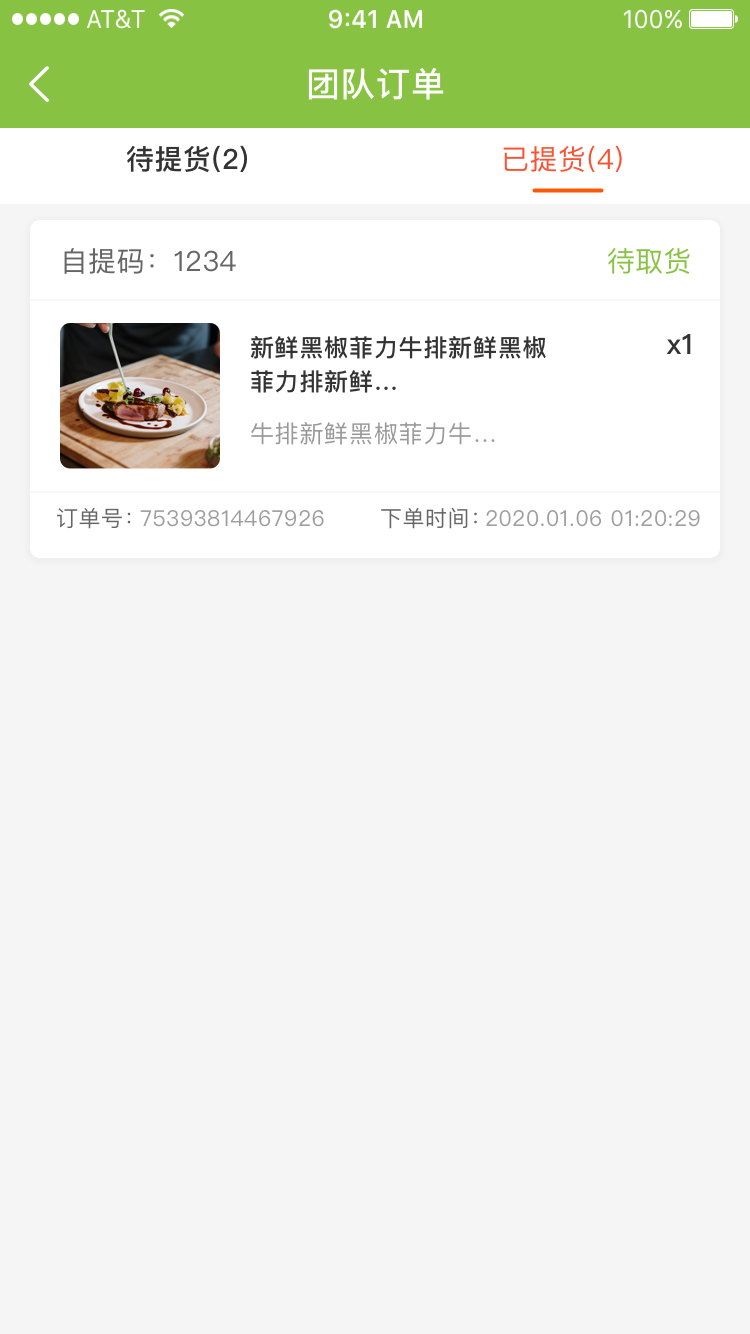 AT&T 9:41 AM 100%
团队订单
待提货(2) 已提货(4)
自提码：1234 待取货
新鲜黑椒菲力牛排新鲜黑椒 x1
菲力排新鲜...
牛排新鲜黑椒菲力牛...
订单号：75393814467926 下单时间：2020.01.06 01:20:29